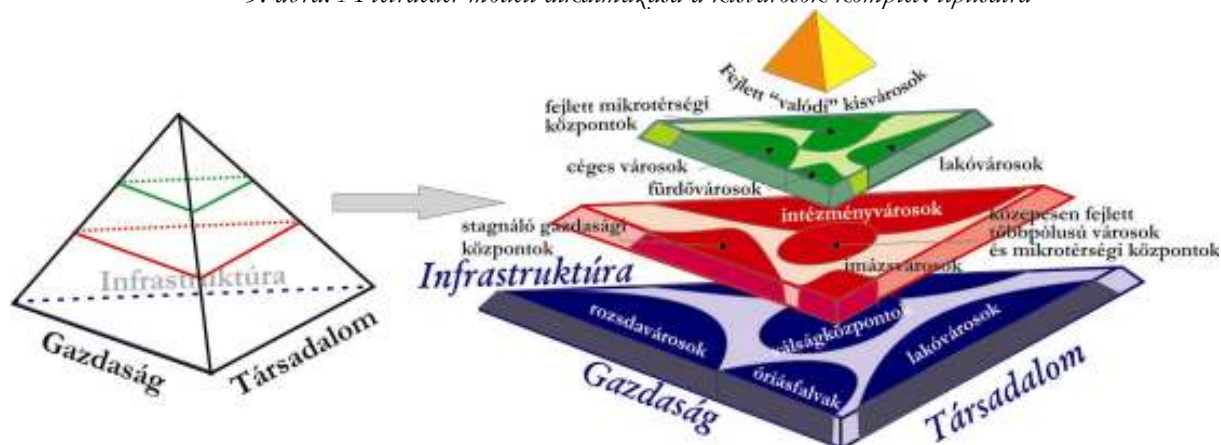 Fejlett “valódi” kisvárosok
fejlett mikrotérségi
központok
céges városok
fürdővárosok
lakóvárosok
intézményvárosok
stagnáló gazdasági
központok
közepesen fejlett
többpólusú városok
és mikrotérségi központok
imázsvárosok
Infrastruktúra
Infrastruktúra
rozsdavárosok
lakóvárosok
óriásfalvak
Gazdaság
Társadalom
Gazdaság
Társadalom